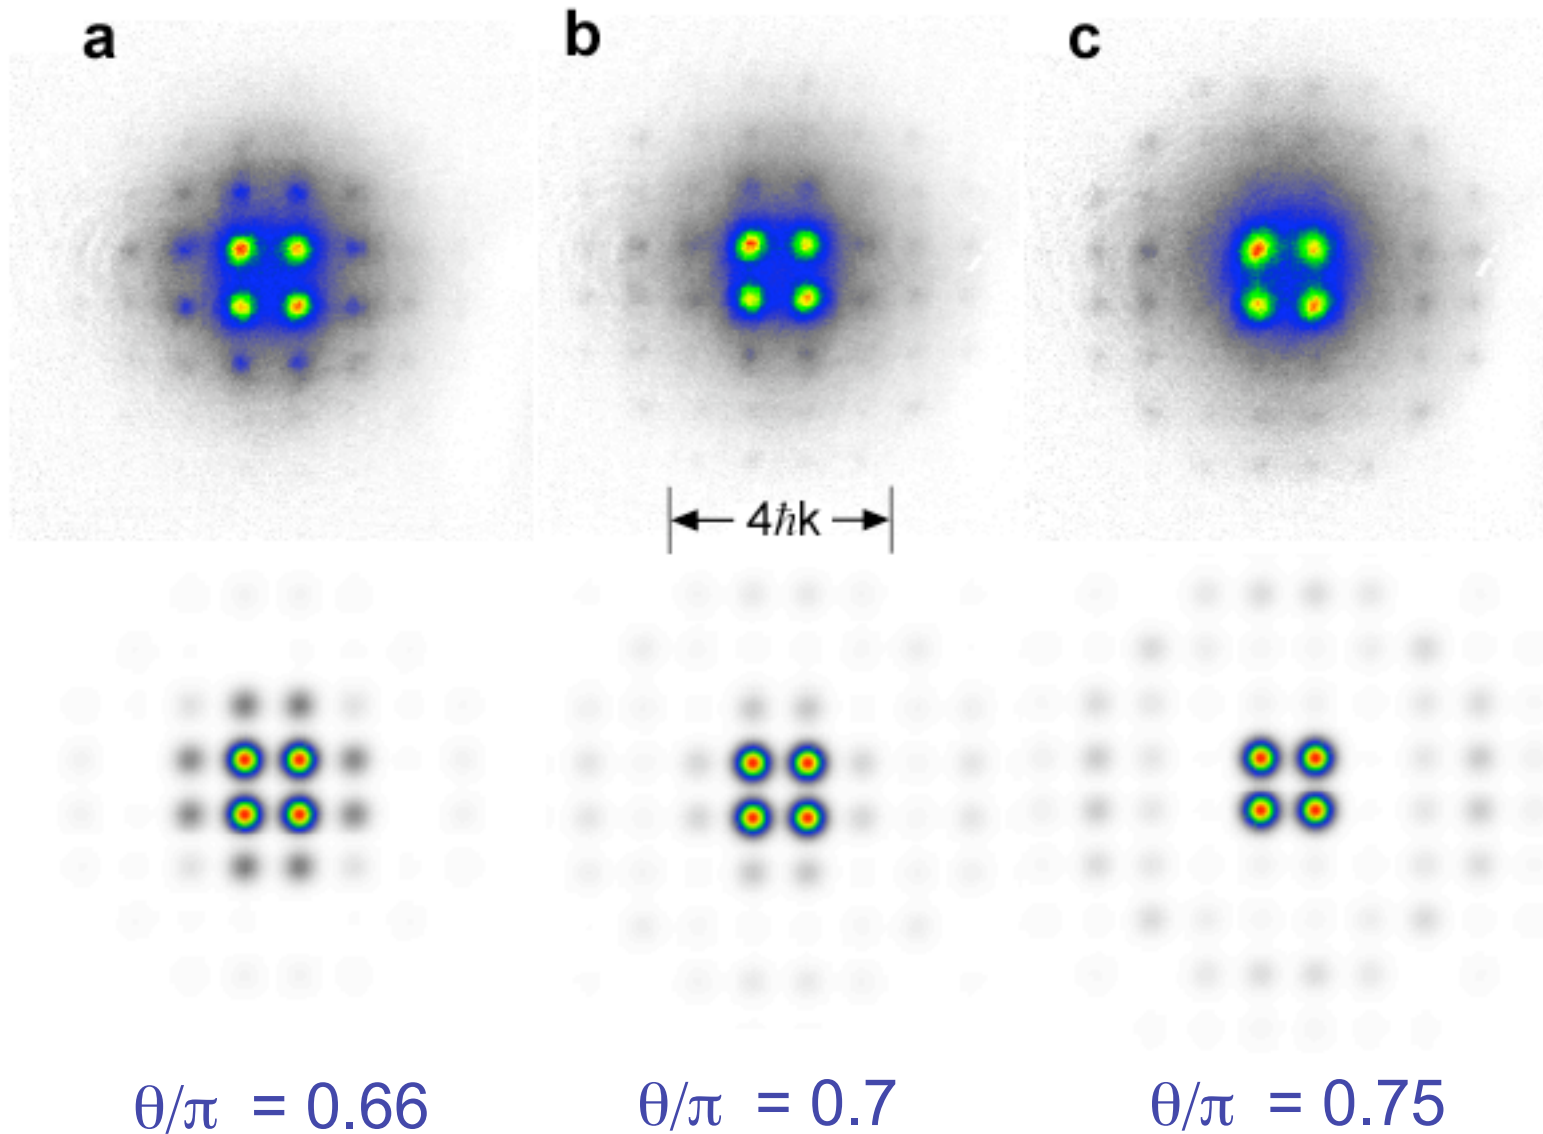 a
b
c
4ħk
θ/π = 0.66
θ/π = 0.7
θ/π = 0.75